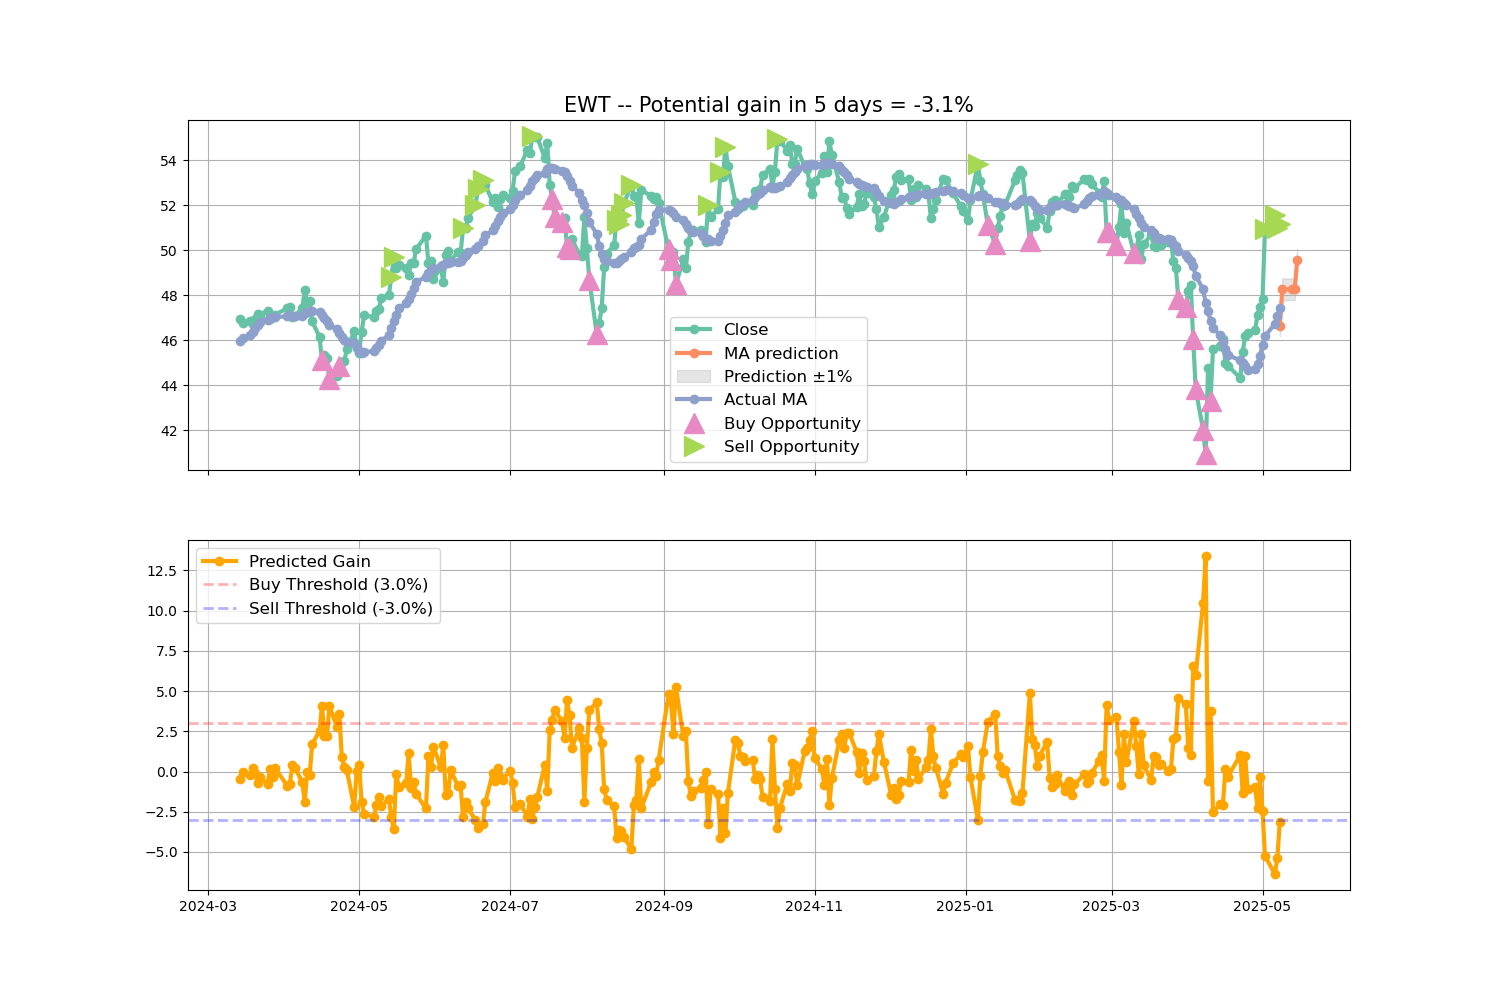 EWT -- Potential gain in 5 days = -3.1%
54
52
50
48
46
44
42
Close
MA prediction
Prediction ±1%
Actual MA
Buy Opportunity
Sell Opportunity
12.5
10.0
7.5
5.0
2.5
0.0
−2.5
−5.0
Predicted Gain
Buy Threshold (3.0%)
Sell Threshold (-3.0%)
2024-03
2024-05
2024-07
2024-09
2024-11
2025-01
2025-03
2025-05